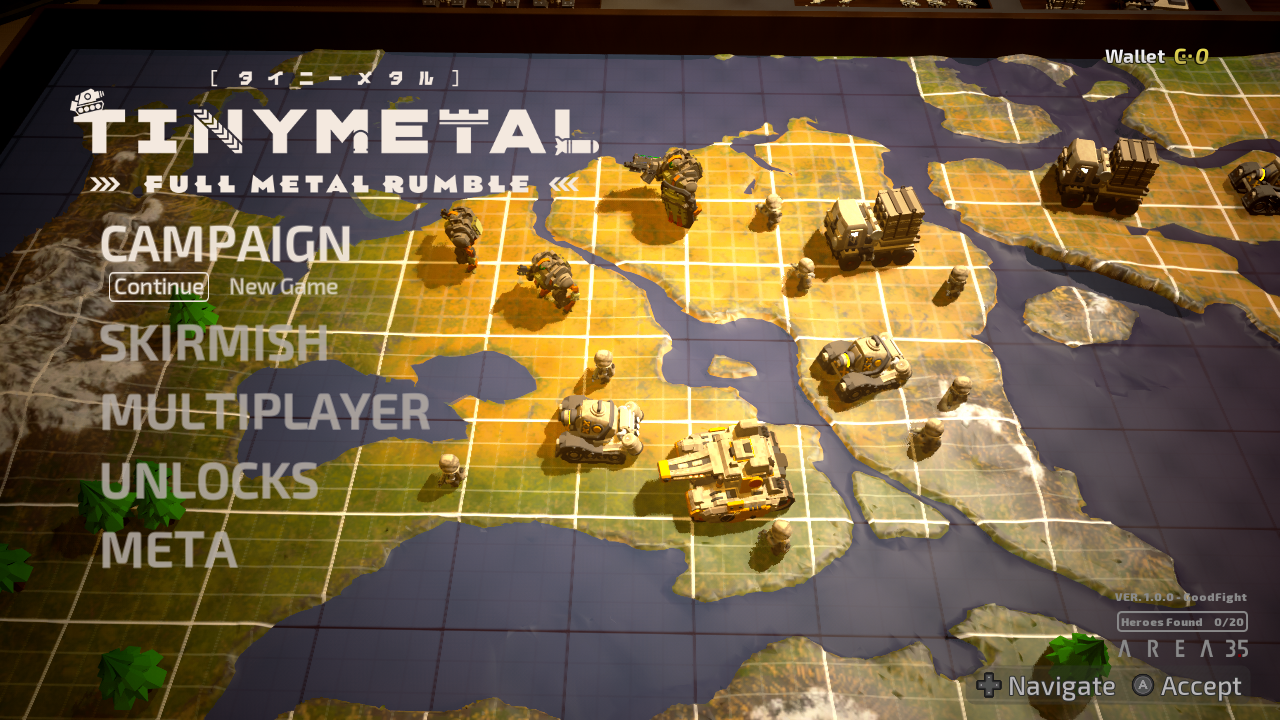 Wallet C·0
[ タイニーメタル ]
TINYMETAL
FULL METAL RUMBLE
CAMPAIGN
Continue New Game
SKIRMISH
MULTIPLAYER
UNLOCKS
META
VER. 1.0.0 - FoodFight
Heroes Found 0/20
AREA 35
Navigate A Accept